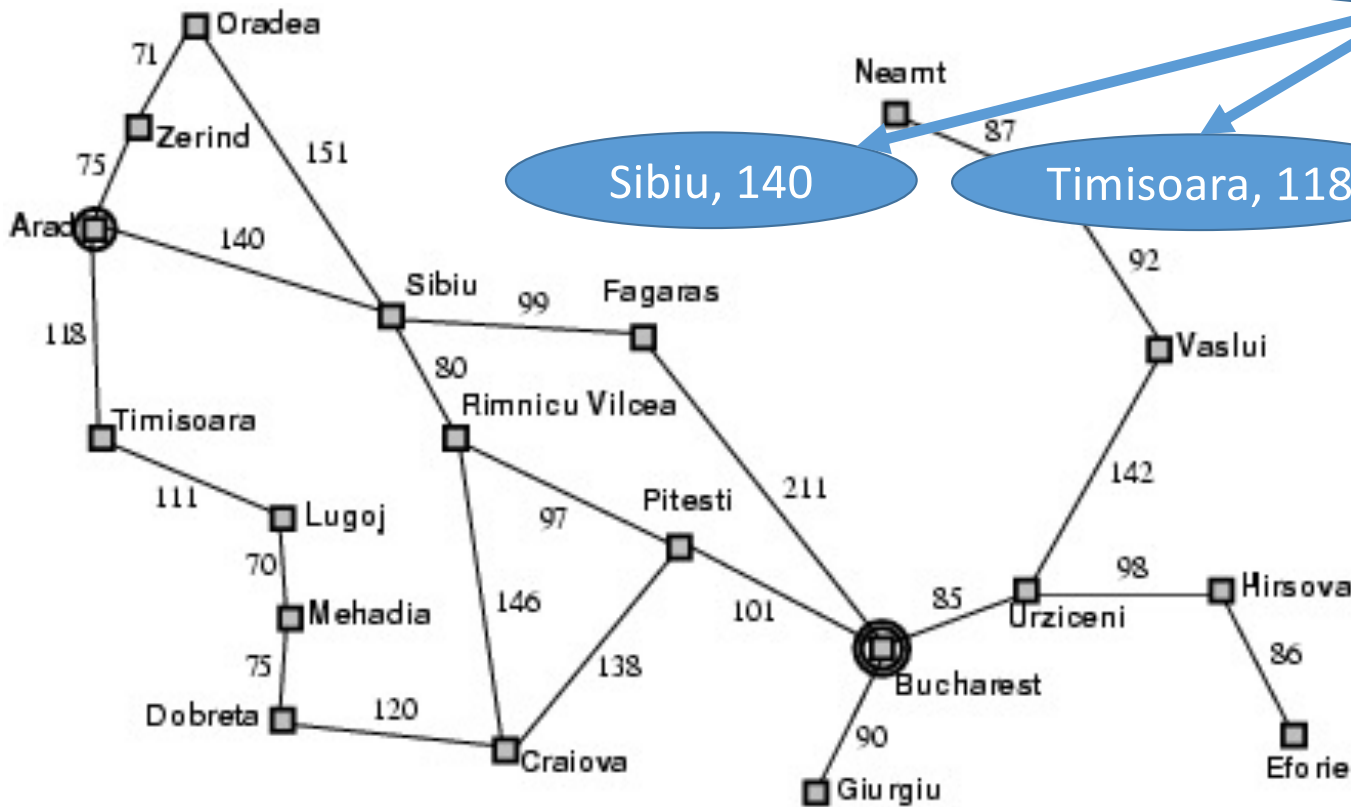 Oradea
71
Neamt
87
Zerind
75
151
Sibiu, 140
Timisoara, 118
Arad
140
92
Sibiu
99
Fagaras
118
80
Vaslui
Timisoara
Rimnicu Vilcea
111
Lugoj
97
Pitesti
211
142
70
Mehadia
146
101
85
98
Hirsova
Urziceni
75
138
86
Dobreta
120
Bucharest
Craiova
90
Eforie
Giurgiu